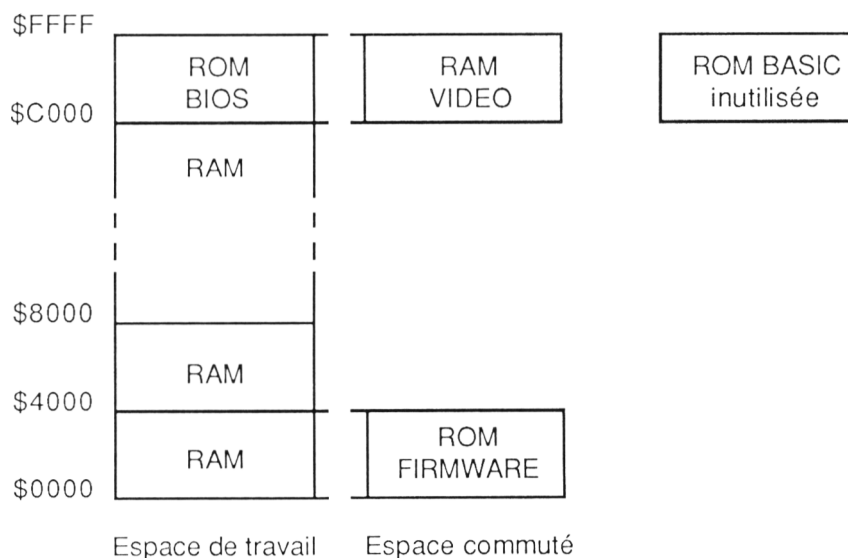 $FFFF
ROM
BIOS
RAM
VIDEO
ROM BASIC
inutilisée
$C000
RAM
$8000
RAM
$4000
ROM
FIRMWARE
RAM
$0000
Espace de travail
Espace commuté